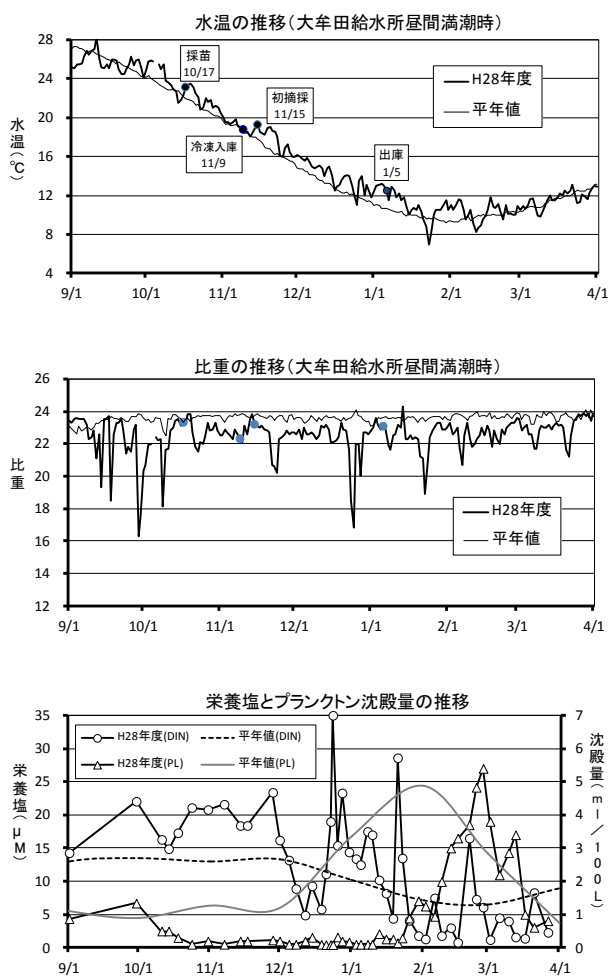 水温の推移(大牟田給水所昼間満潮時)
28
24
20
16
12
8
4
水温(℃)
採苗
10/17
初摘採
11/15
冷凍入庫
11/9
出庫
1/5
H28年度
平年値
9/1 10/1 11/1 12/1 1/1 2/1 3/1 4/1
比重の推移(大牟田給水所昼間満潮時)
26
24
22
20
18
16
14
12
比重
H28年度
平年値
9/1 10/1 11/1 12/1 1/1 2/1 3/1 4/1
栄養塩とプランクトン沈殿量の推移
35
30
25
20
15
10
5
0
栄養塩(μM)
H28年度(DIN) 平年値(DIN)
H28年度(PL) 平年値(PL)
7
6
5
4
3
2
1
0
沈殿量(ml/100L)
9/1 10/1 11/1 12/1 1/1 2/1 3/1 4/1